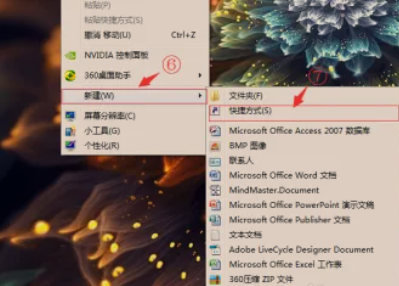 粘贴(P)
粘贴快捷方式(S)
撤消 移动(U) Ctrl+Z
NVIDIA 控制面板
⑥
360桌面助手
新建(W)
屏幕分辨率(C)
小工具(G)
个性化(R)
⑦
文件夹(F)
快捷方式(S)
Microsoft Office Access 2007 数据库
BMP 图像
联系人
Microsoft Office Word 文档
MindMaster.Document
Microsoft Office PowerPoint 演示文稿
Microsoft Office Publisher 文档
文本文档
Adobe LiveCycle Designer Document
Microsoft Office Excel 工作表
360压缩 ZIP 文件